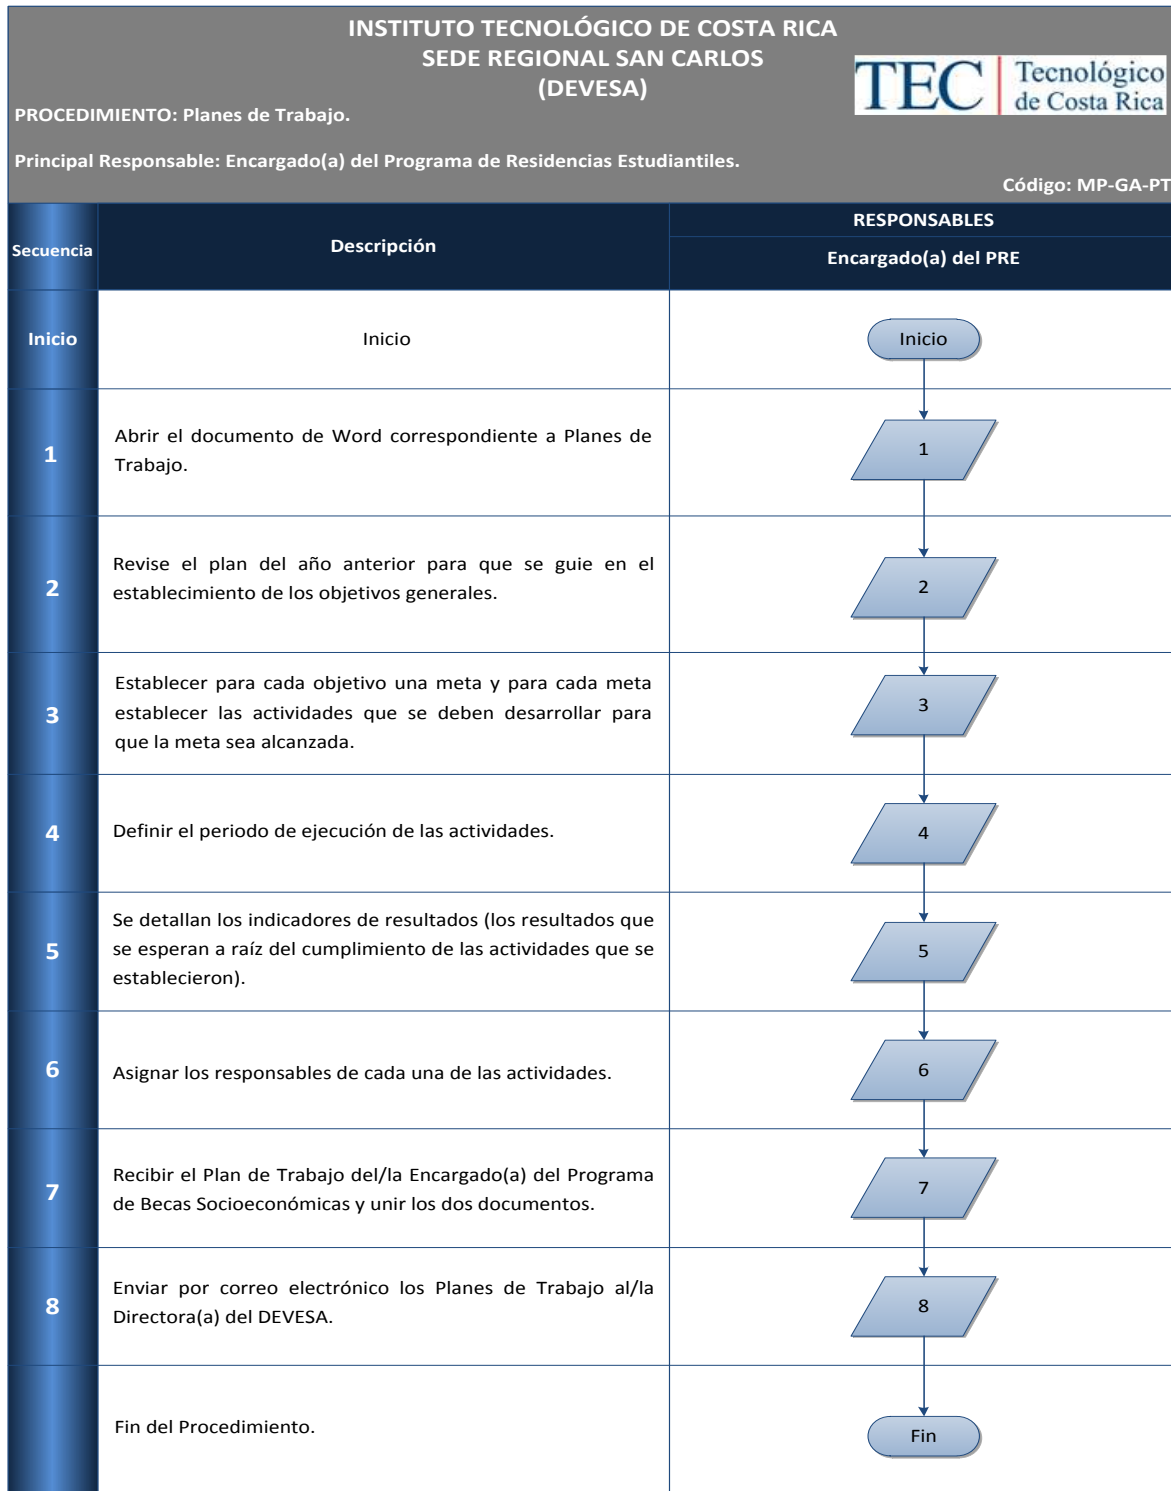 INSTITUTO TECNOLÓGICO DE COSTA RICA
SEDE REGIONAL SAN CARLOS
(DEVESA)
TEC Tecnológico
de Costa Rica
PROCEDIMIENTO: Planes de Trabajo.
Principal Responsable: Encargado(a) del Programa de Residencias Estudiantiles.
Código: MP-GA-PT
Secuencia
Descripción
RESPONSABLES
Encargado(a) del PRE
Inicio
Inicio
Inicio
1
Abrir el documento de Word correspondiente a Planes de
Trabajo.
1
2
Revise el plan del año anterior para que se guie en el
establecimiento de los objetivos generales.
2
3
Establecer para cada objetivo una meta y para cada meta
establecer las actividades que se deben desarrollar para
que la meta sea alcanzada.
3
4
Definir el periodo de ejecución de las actividades.
4
5
Se detallan los indicadores de resultados (los resultados que
se esperan a raíz del cumplimiento de las actividades que se
establecieron).
5
6
Asignar los responsables de cada una de las actividades.
6
7
Recibir el Plan de Trabajo del/la Encargado(a) del Programa
de Becas Socioeconómicas y unir los dos documentos.
7
8
Enviar por correo electrónico los Planes de Trabajo al/la
Directora(a) del DEVESA.
8
Fin del Procedimiento.
Fin